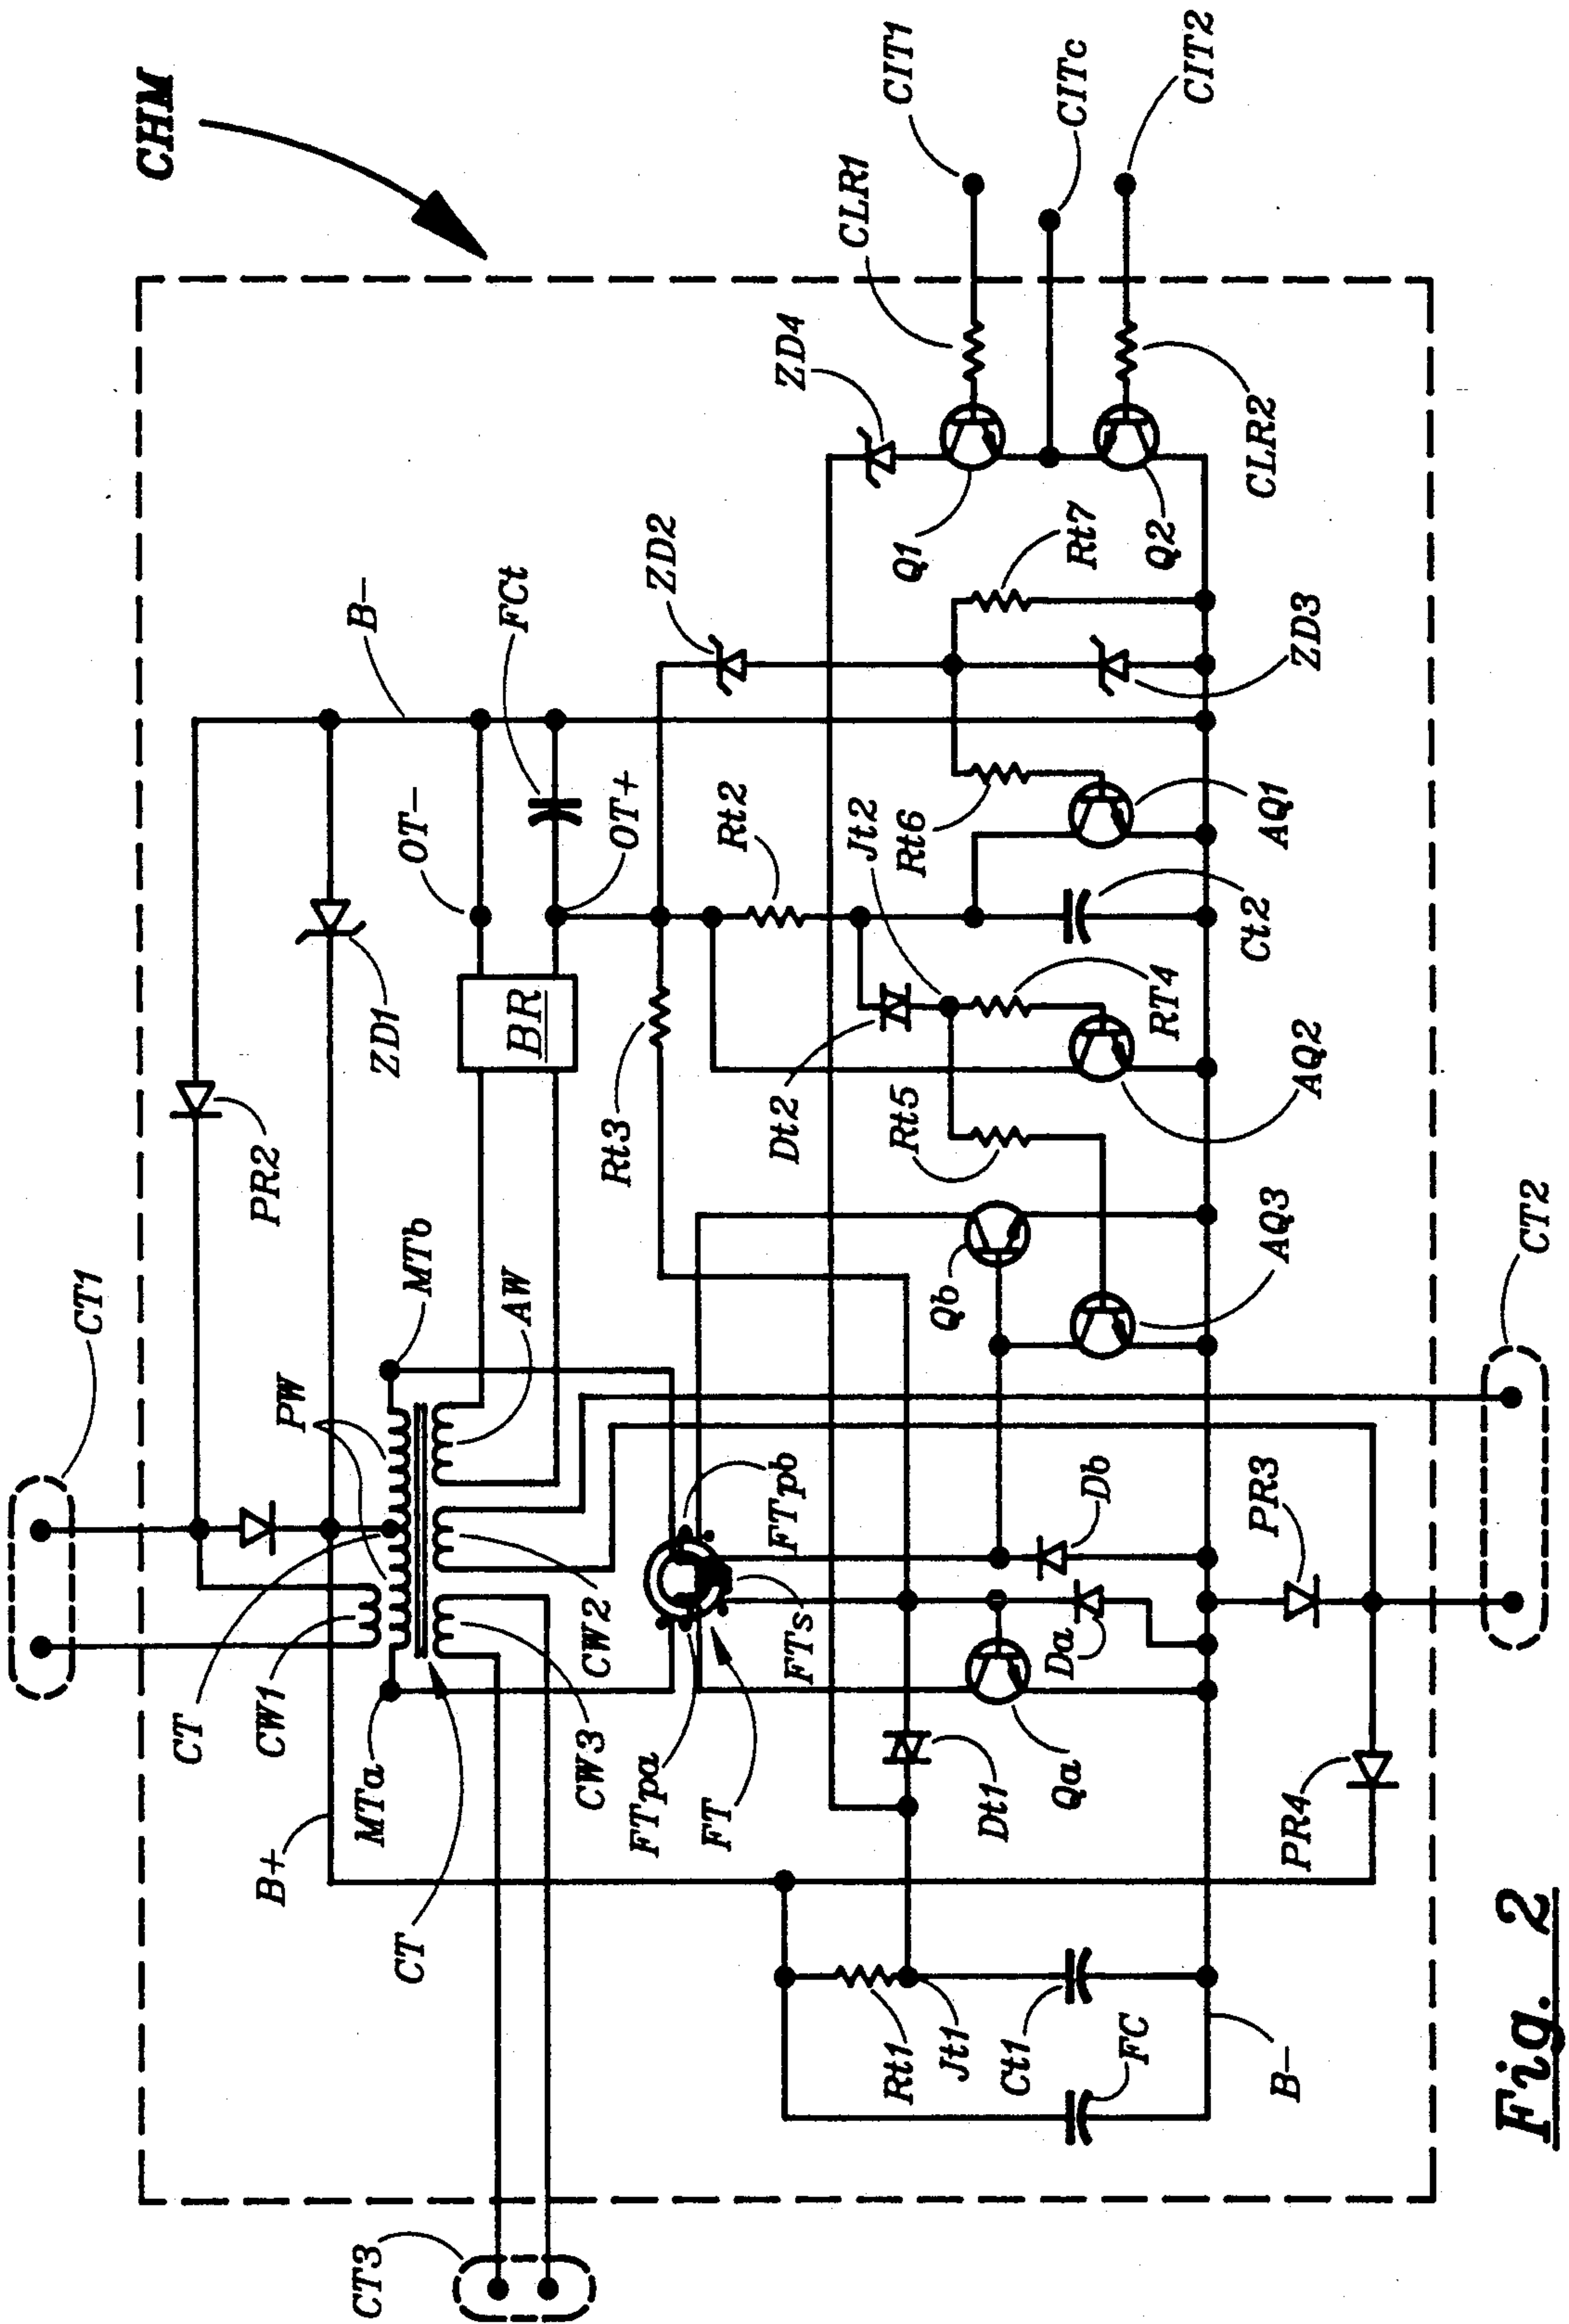 CHM
CT1
CIT1
CITc
CIT2
CLR1
ZD4
CLR2
Q1
Q2
Rt7
ZD3
ZD2
B−
FCt
OT−
OT+
Rt2
Jt2
Rt6
AQ1
Ct2
ZD1
BR
Rt3
PR2
Dt2
RT4
AQ2
Rt5
AQ3
Qb
MTb
AW
PW
CT2
FTpb
Db
PR3
CT
CW1
CW2
FTs
Da
MTa
CW3
FTpa
FT
Dt1
Qa
PR4
B+
CT
Rt1
Jt1
Ct1
FC
B−
CT3
Fig. 2